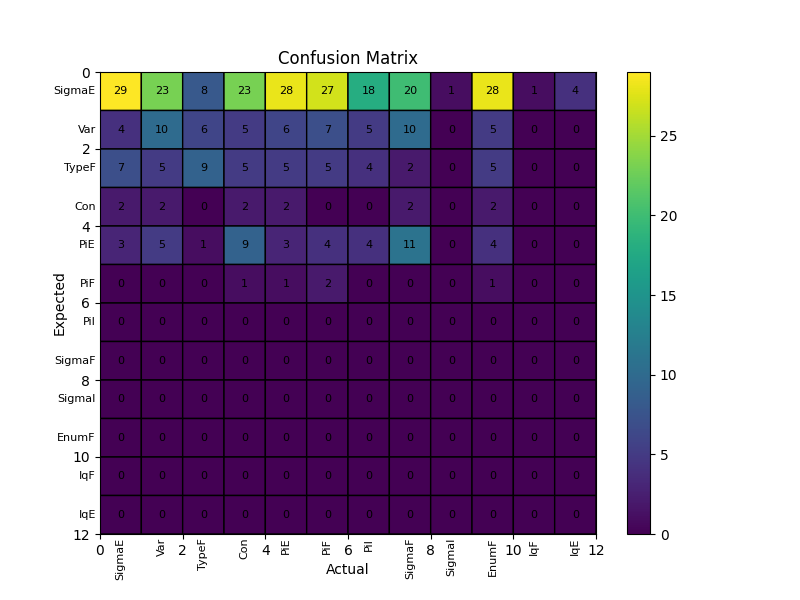 Confusion Matrix
0
SigmaE 29 23 8 23 28 27 18 20 1 28 1 4
Var 4 10 6 5 6 7 5 10 0 5 0 0
2
TypeF 7 5 9 5 5 5 4 2 0 5 0 0
Con 2 2 0 2 2 0 0 2 0 2 0 0
4
PiE 3 5 1 9 3 4 4 11 0 4 0 0
PiF 0 0 0 1 1 2 0 0 0 1 0 0
6
PiI 0 0 0 0 0 0 0 0 0 0 0 0
SigmaF 0 0 0 0 0 0 0 0 0 0 0 0
8
SigmaI 0 0 0 0 0 0 0 0 0 0 0 0
EnumF 0 0 0 0 0 0 0 0 0 0 0 0
10
IqF 0 0 0 0 0 0 0 0 0 0 0 0
IqE 0 0 0 0 0 0 0 0 0 0 0 0
12
Expected
0 2 4 6 8 10 12
SigmaE Var TypeF Con PiE PiF PiI SigmaF SigmaI EnumF IqF IqE
Actual
25
20
15
10
5
0